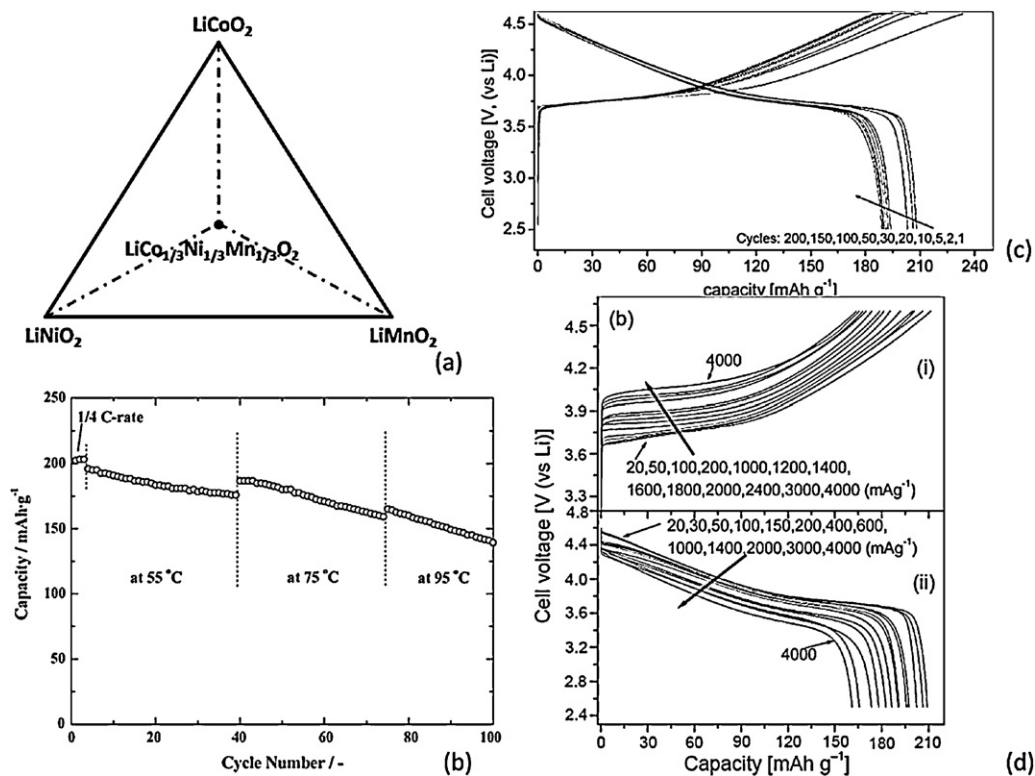 LiCoO2
LiCo1/3Ni1/3Mn1/3O2
LiNiO2
LiMnO2
(a)
250
200
150
100
50
0
Capacity / mAh·g-1
1/4 C-rate
at 55 °C
at 75 °C
at 95 °C
0
20
40
60
80
100
Cycle Number / -
(b)
4.5
4.0
3.5
3.0
2.5
Cell voltage [V, (vs Li)]
Cycles: 200,150,100,50,30,20,10,5,2,1
0
30
60
90
120
150
180
210
240
capacity [mAh g-1]
(c)
(b)
4.5
4.2
3.9
3.6
3.3
4000
(i)
20,50,100,200,1000,1200,1400,
1600,1800,2000,2400,3000,4000 (mAg-1)
Cell voltage [V (vs Li)]
4.8
4.4
4.0
3.6
3.2
2.8
2.4
20,30,50,100,150,200,400,600,
1000,1400,2000,3000,4000 (mAg-1)
(ii)
4000
0
30
60
90
120
150
180
210
Capacity [mAh g-1]
(d)